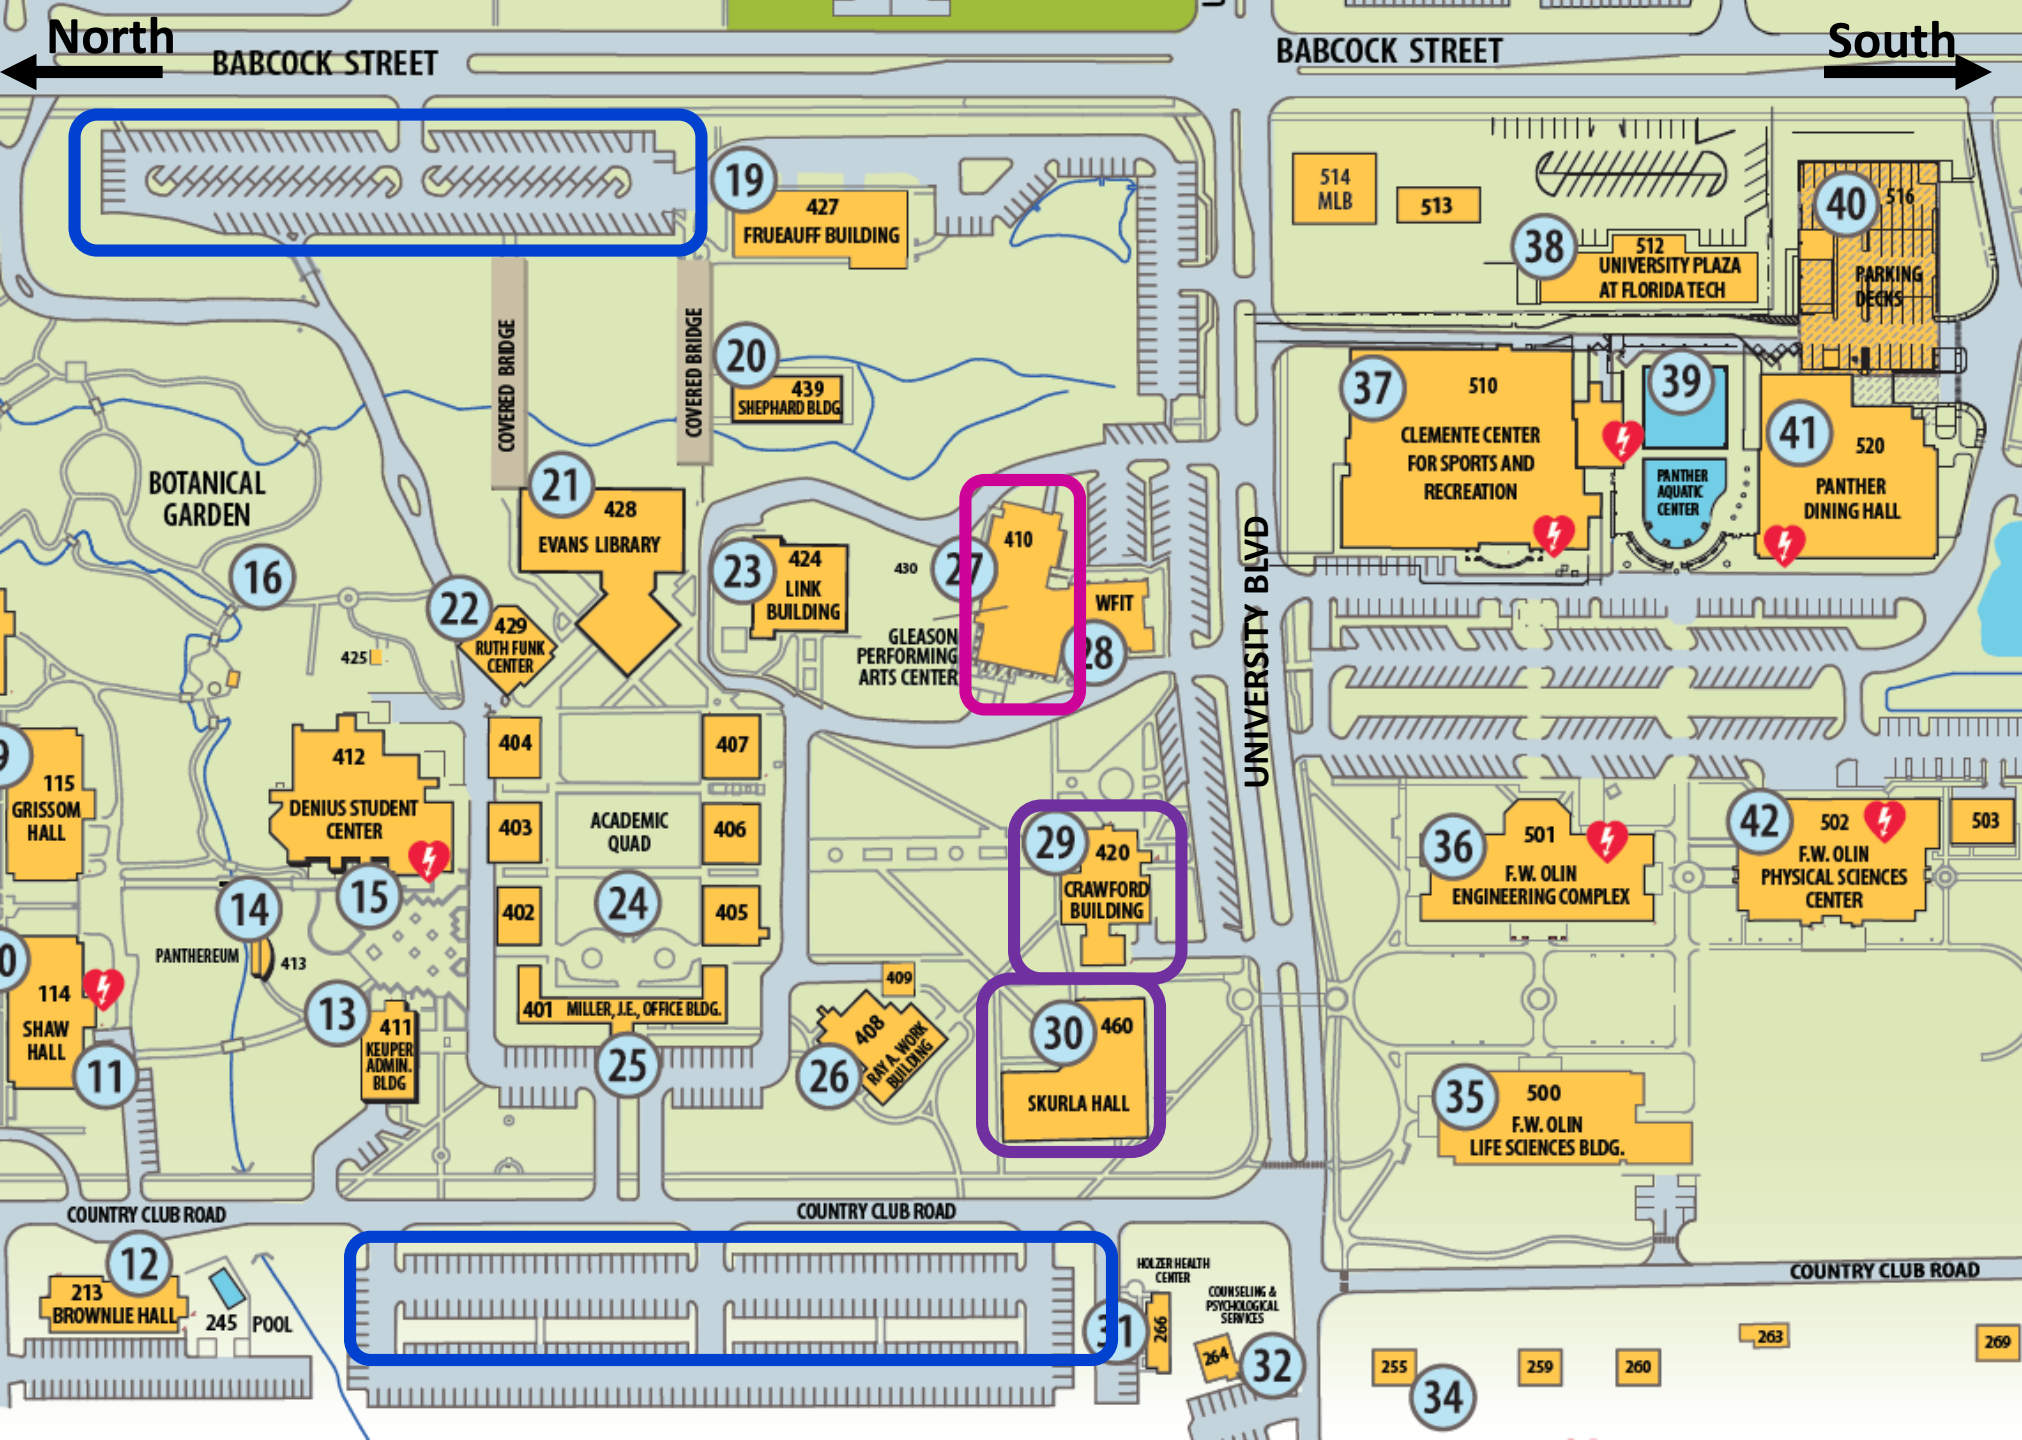 North
South
BABCOCK STREET
BABCOCK STREET
19
427
FRUEAUFF BUILDING
514
MLB
513
38
512
UNIVERSITY PLAZA
AT FLORIDA TECH
40
516
PARKING
DECKS
COVERED BRIDGE
COVERED BRIDGE
20
439
SHEPHARD BLDG.
37
510
CLEMENTE CENTER
FOR SPORTS AND
RECREATION
39
PANTHER
AQUATIC
CENTER
41
520
PANTHER
DINING HALL
BOTANICAL
GARDEN
16
21
428
EVANS LIBRARY
22
429
RUTH FUNK
CENTER
425
23
424
LINK
BUILDING
430
27
410
GLEASON
PERFORMING
ARTS CENTER
WFIT
28
UNIVERSITY BLVD
9
115
GRISSOM
HALL
412
DENIUS STUDENT
CENTER
404
407
403
ACADEMIC
QUAD
406
402
24
405
29
420
CRAWFORD
BUILDING
36
501
F.W. OLIN
ENGINEERING COMPLEX
42
502
F.W. OLIN
PHYSICAL SCIENCES
CENTER
503
14
15
PANTHEREUM
413
0
114
SHAW
HALL
11
13
411
KEUPER
ADMIN.
BLDG
401 MILLER, J.E., OFFICE BLDG.
25
409
408
RAY A. WORK
BUILDING
26
30
460
SKURLA HALL
35
500
F.W. OLIN
LIFE SCIENCES BLDG.
COUNTRY CLUB ROAD
COUNTRY CLUB ROAD
COUNTRY CLUB ROAD
12
213
BROWNLIE HALL
245
POOL
HOLZER HEALTH
CENTER
31
266
COUNSELING &
PSYCHOLOGICAL
SERVICES
264
32
255
34
259
260
263
269